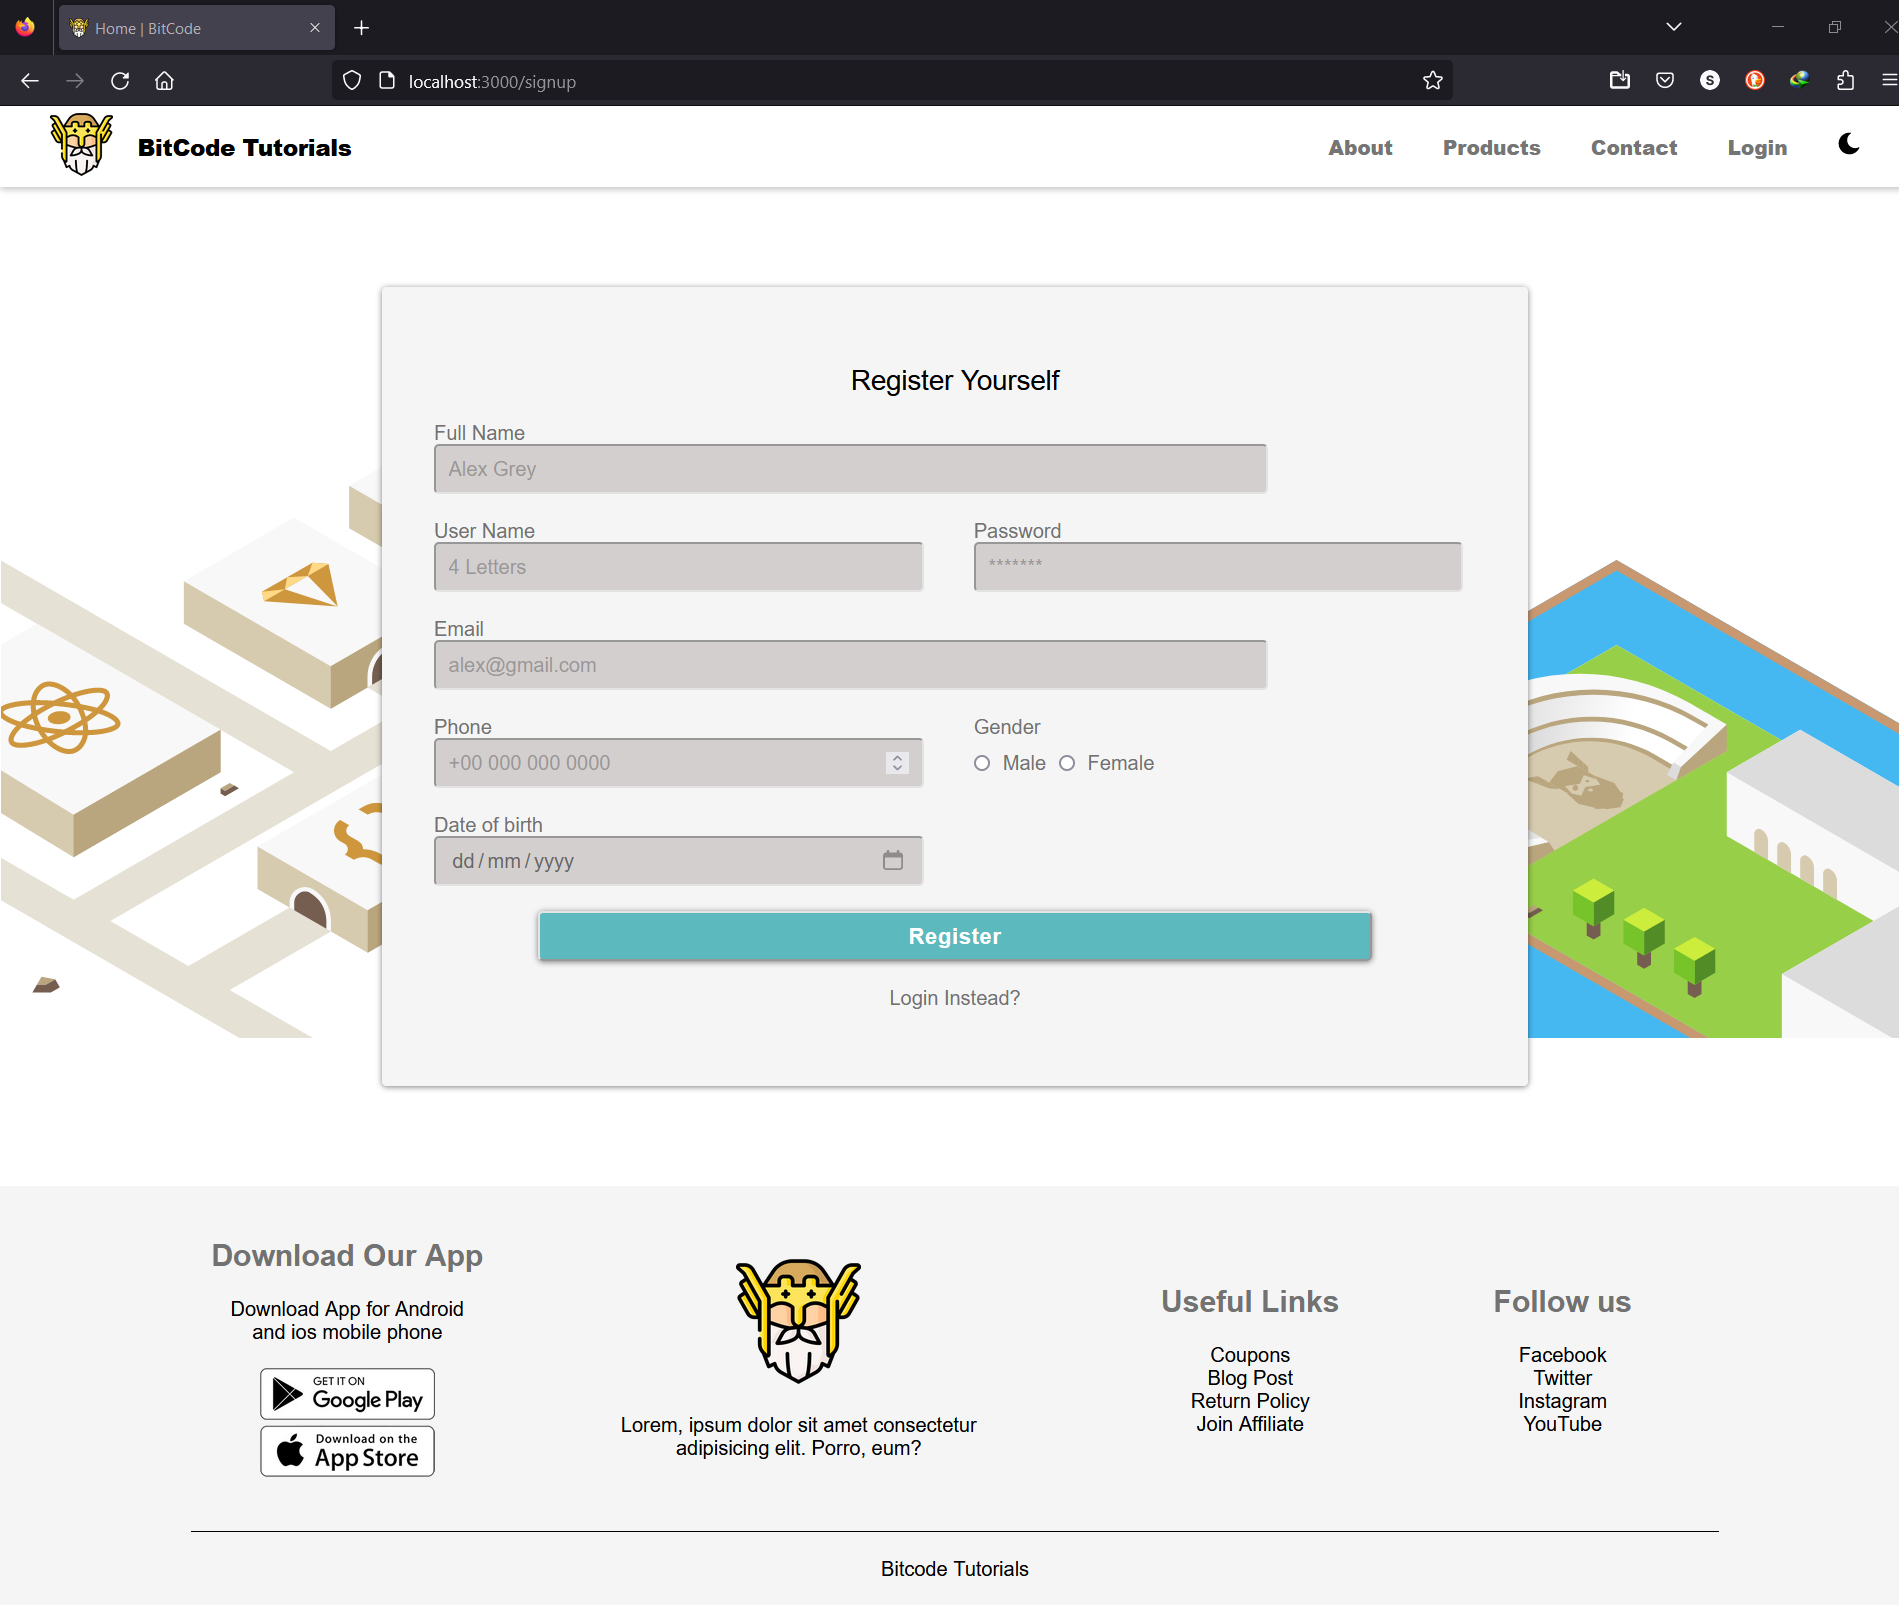 Home | BitCode
localhost:3000/signup
S
BitCode Tutorials
About Products Contact Login
Register Yourself
Full Name
Alex Grey
User Name Password
4 Letters *******
Email
alex@gmail.com
Phone Gender
+00 000 000 0000 Male Female
Date of birth
dd / mm / yyyy
Register
Login Instead?
Download Our App
Download App for Android
and ios mobile phone
GET IT ON
Google Play
Download on the
App Store
Lorem, ipsum dolor sit amet consectetur
adipisicing elit. Porro, eum?
Useful Links
Coupons
Blog Post
Return Policy
Join Affiliate
Follow us
Facebook
Twitter
Instagram
YouTube
Bitcode Tutorials